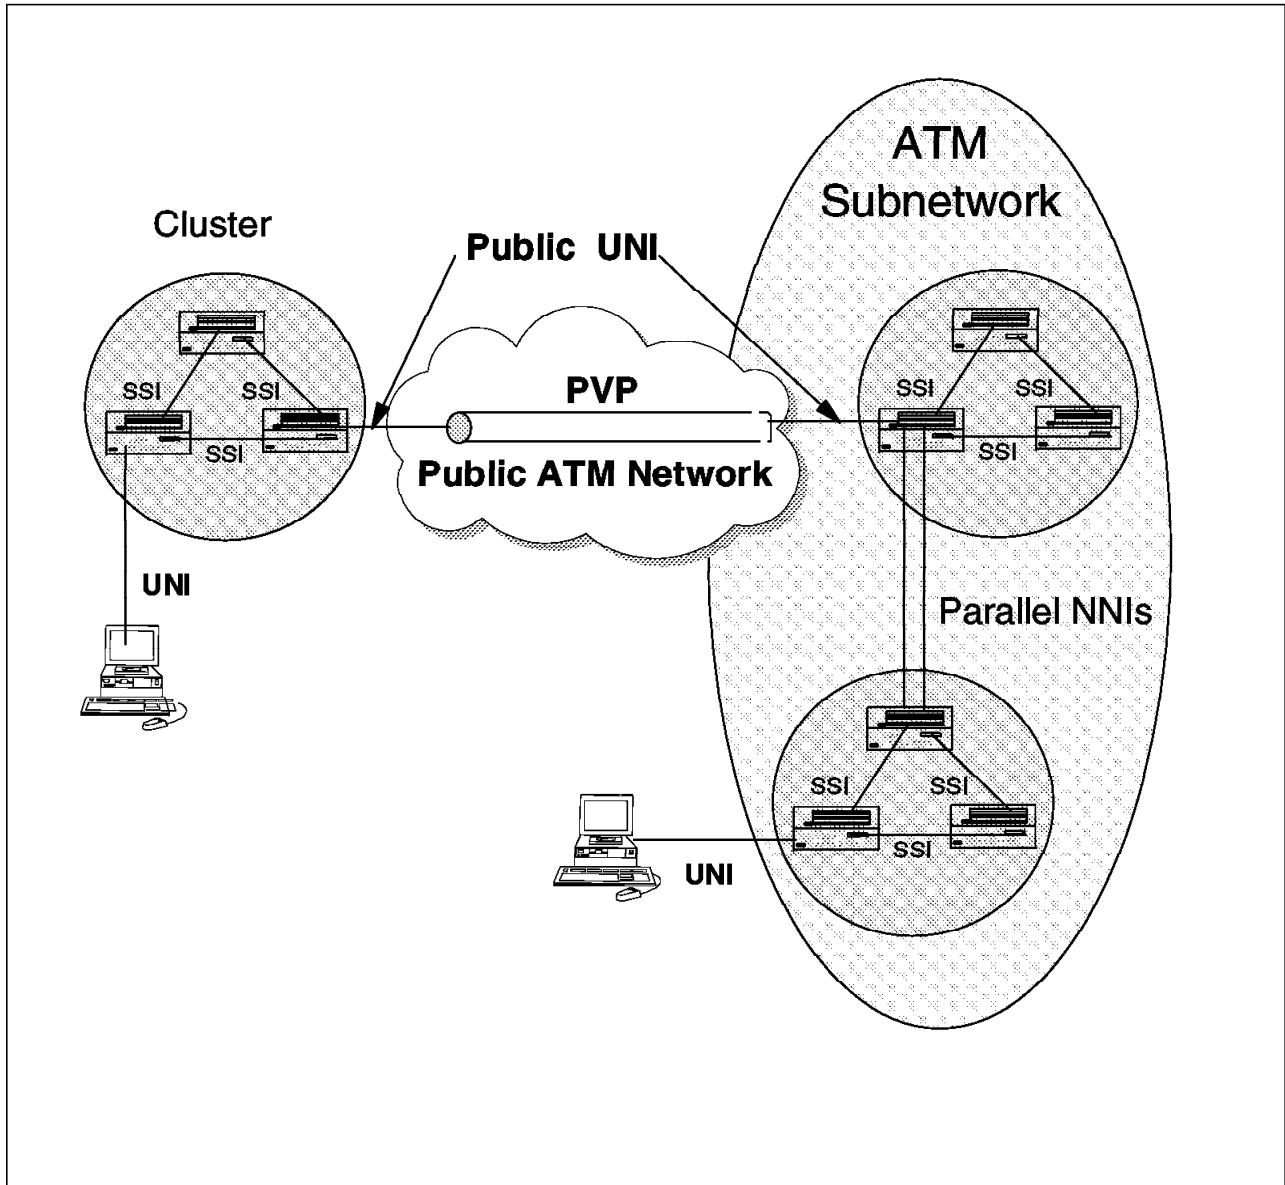 ATM
Subnetwork
Cluster
Public UNI
SSI
SSI
SSI
PVP
Public ATM Network
SSI
SSI
SSI
UNI
Parallel NNIs
SSI
SSI
SSI
UNI